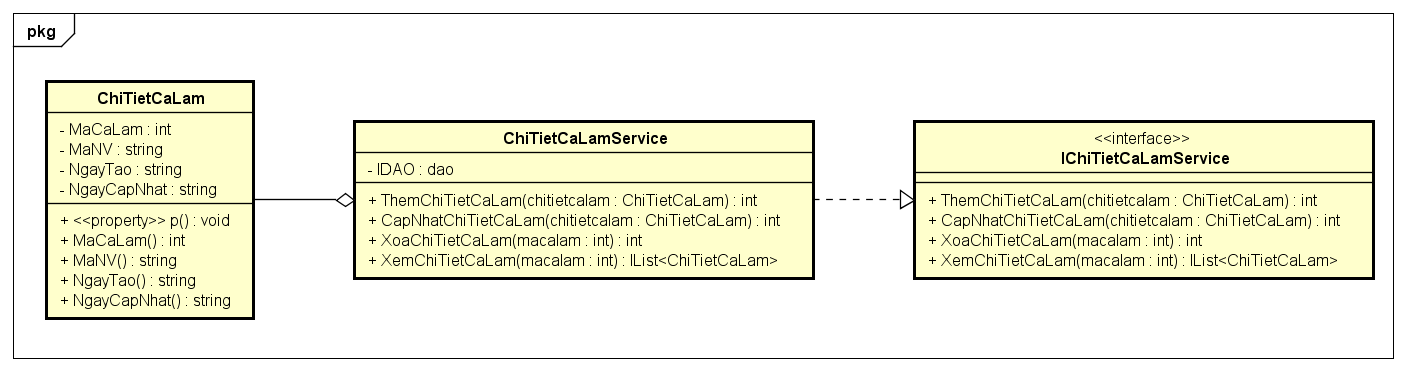 pkg
ChiTietCaLam
- MaCaLam : int
- MaNV : string
- NgayTao : string
- NgayCapNhat : string
+ <<property>> p() : void
+ MaCaLam() : int
+ MaNV() : string
+ NgayTao() : string
+ NgayCapNhat() : string
ChiTietCaLamService
- IDAO : dao
+ ThemChiTietCaLam(chitietcalam : ChiTietCaLam) : int
+ CapNhatChiTietCaLam(chitietcalam : ChiTietCaLam) : int
+ XoaChiTietCaLam(macalam : int) : int
+ XemChiTietCaLam(macalam : int) : IList<ChiTietCaLam>
<<interface>>
IChiTietCaLamService
+ ThemChiTietCaLam(chitietcalam : ChiTietCaLam) : int
+ CapNhatChiTietCaLam(chitietcalam : ChiTietCaLam) : int
+ XoaChiTietCaLam(macalam : int) : int
+ XemChiTietCaLam(macalam : int) : IList<ChiTietCaLam>